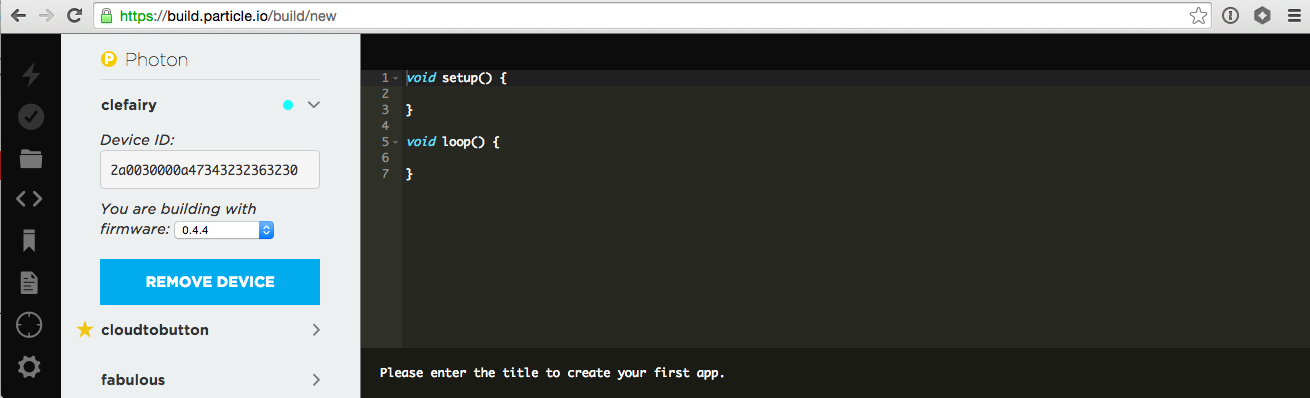 https://build.particle.io/build/new
P Photon
clefairy
Device ID:
2a0030000a47343232363230
You are building with
firmware: 0.4.4
REMOVE DEVICE
cloudtobutton
fabulous
1 void setup() {
2
3 }
4
5 void loop() {
6
7 }
Please enter the title to create your first app.